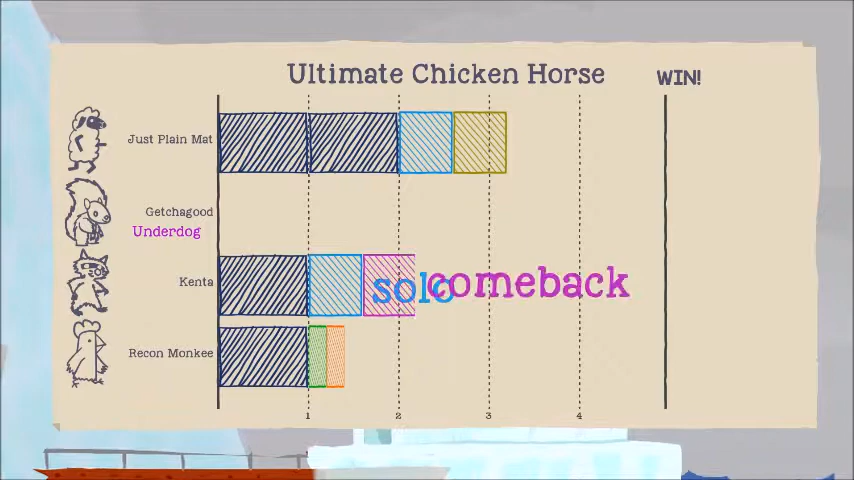 Ultimate Chicken Horse
WIN!
Just Plain Mat
Getchagood
Underdog
Kenta
solo
comeback
Recon Monkee
1 2 3 4